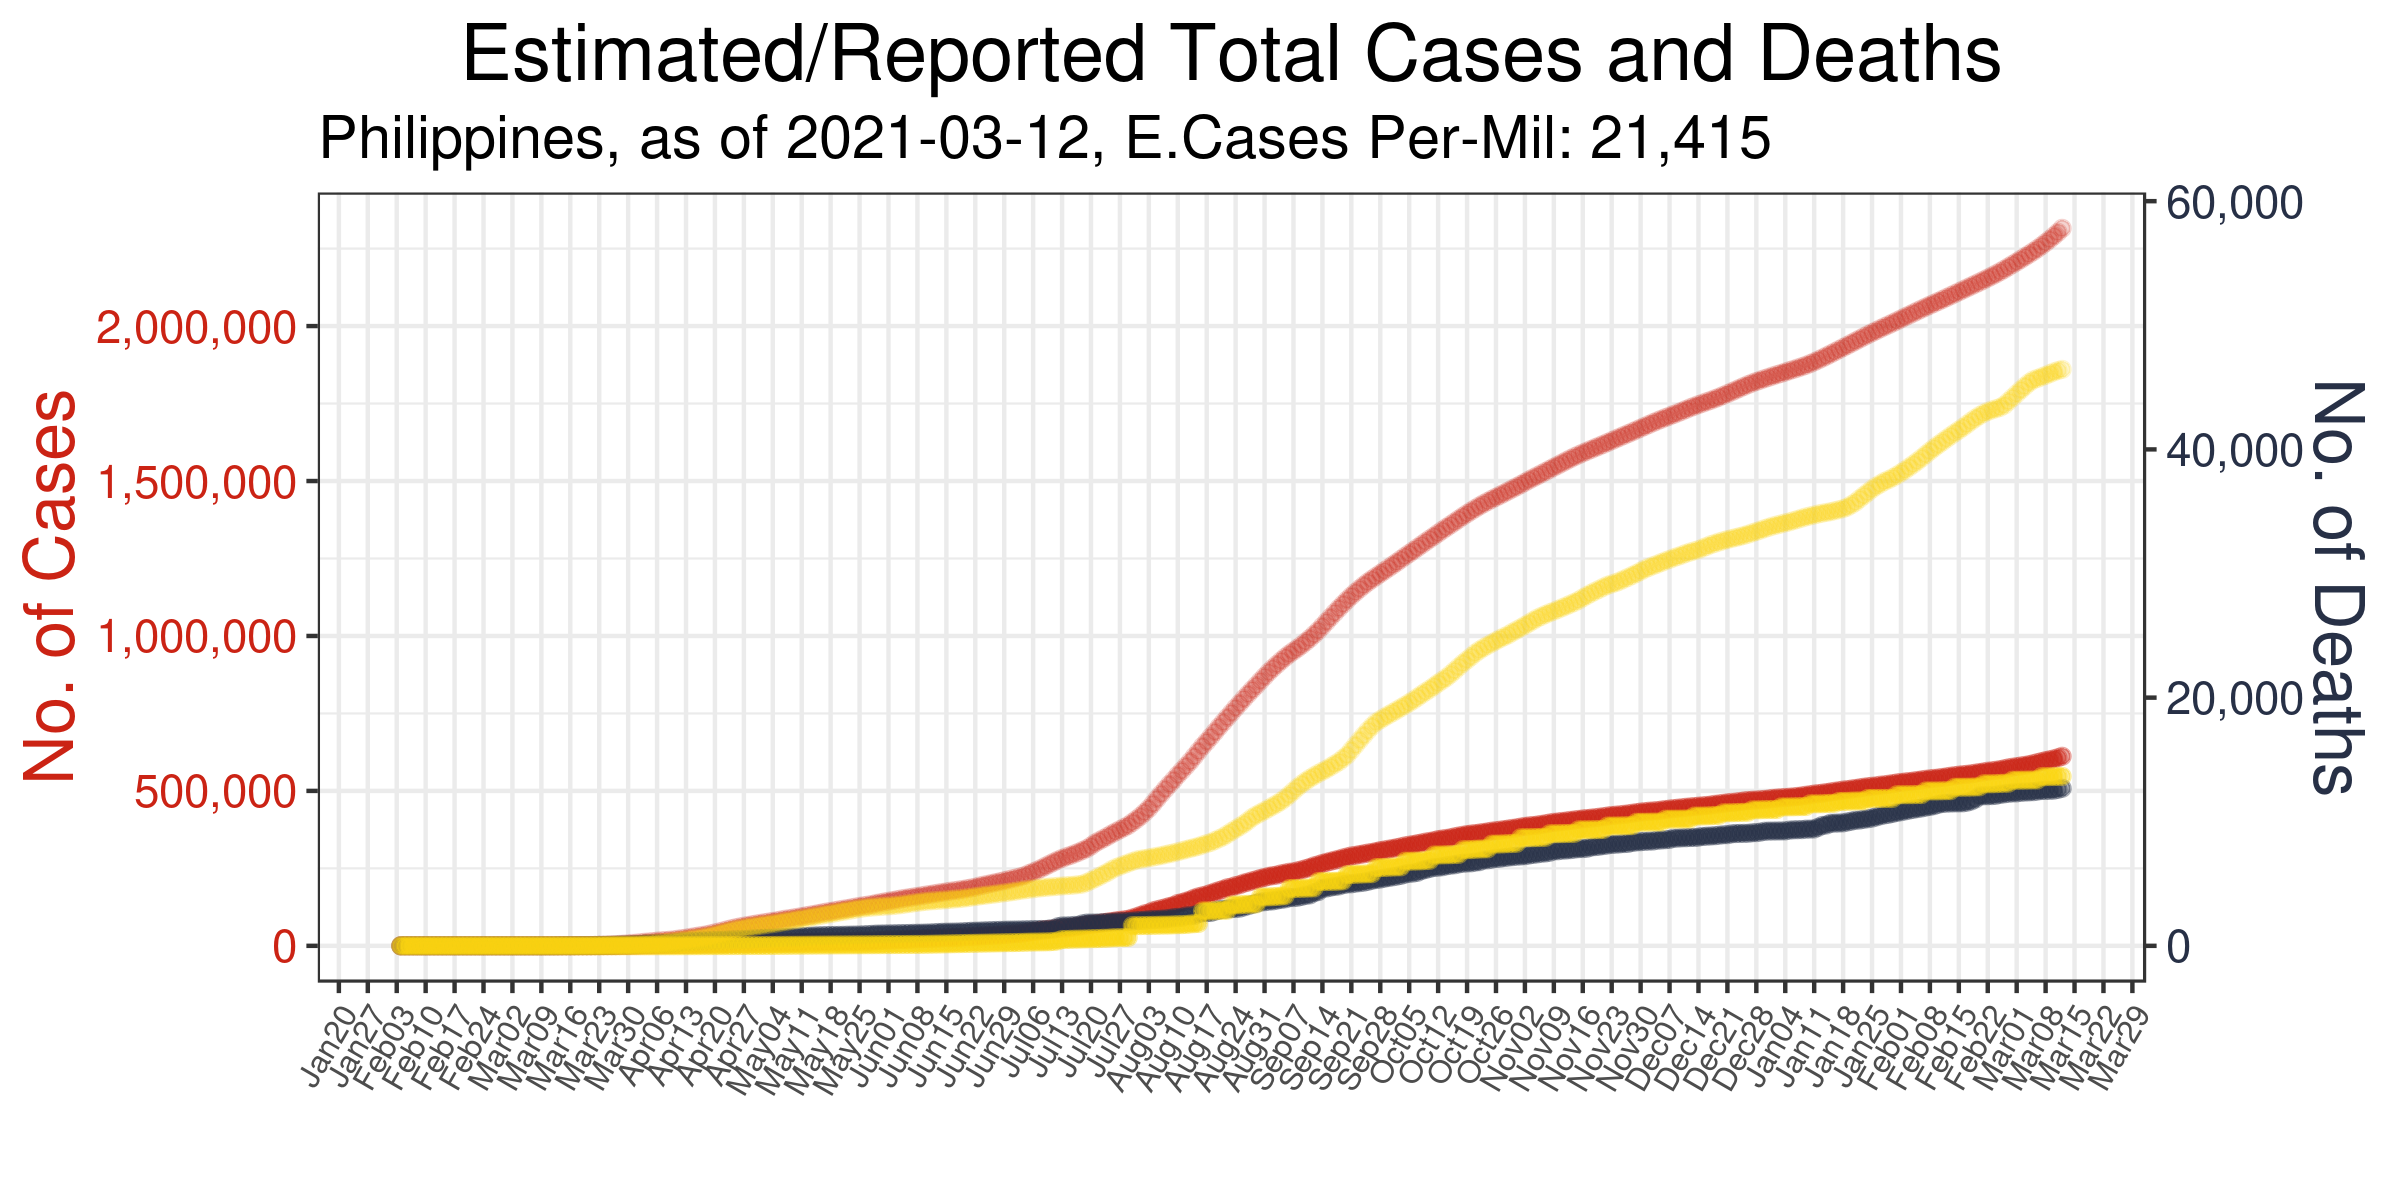 Estimated/Reported Total Cases and Deaths
Philippines, as of 2021-03-12, E.Cases Per-Mil: 21,415
No. of Cases
2,000,000
1,500,000
1,000,000
500,000
0
60,000
40,000
20,000
0
No. of Deaths
Jan20
Jan27
Feb03
Feb10
Feb17
Feb24
Mar02
Mar09
Mar16
Mar23
Mar30
Apr06
Apr13
Apr20
Apr27
May04
May11
May18
May25
Jun01
Jun08
Jun15
Jun22
Jun29
Jul06
Jul13
Jul20
Jul27
Aug03
Aug10
Aug17
Aug24
Aug31
Sep07
Sep14
Sep21
Sep28
Oct05
Oct12
Oct19
Oct26
Nov02
Nov09
Nov16
Nov23
Nov30
Dec07
Dec14
Dec21
Dec28
Jan04
Jan11
Jan18
Jan25
Feb01
Feb08
Feb15
Feb22
Mar01
Mar08
Mar15
Mar22
Mar29